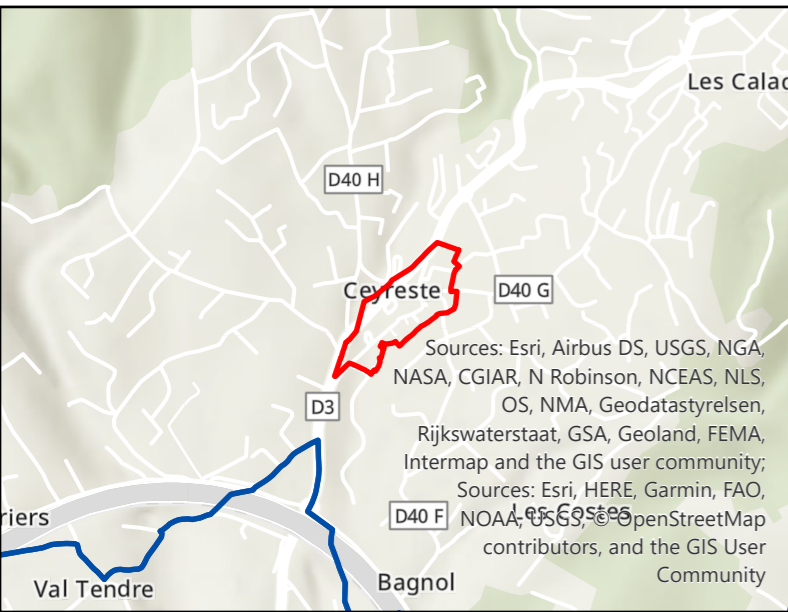 Les Calad
D40 H
Ceyreste
D40 G
Sources: Esri, Airbus DS, USGS, NGA,
NASA, CGIAR, N Robinson, NCEAS, NLS,
OS, NMA, Geodatastyrelsen,
D3
Rijkswaterstaat, GSA, Geoland, FEMA,
Intermap and the GIS user community;
Sources: Esri, HERE, Garmin, FAO,
riers
D40 F
Les Costes
NOAA, USGS, © OpenStreetMap
contributors, and the GIS User
Community
Val Tendre
Bagnol